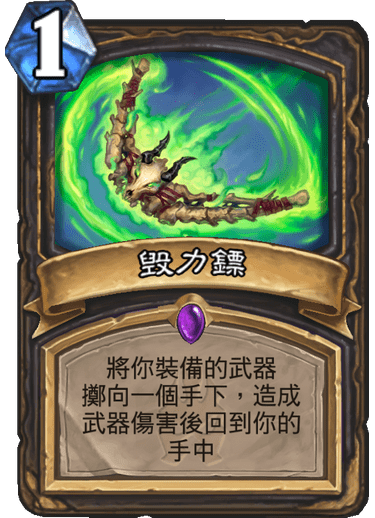 1
毀力鏢
將你裝備的武器
擲向一個手下，造成
武器傷害後回到你的
手中